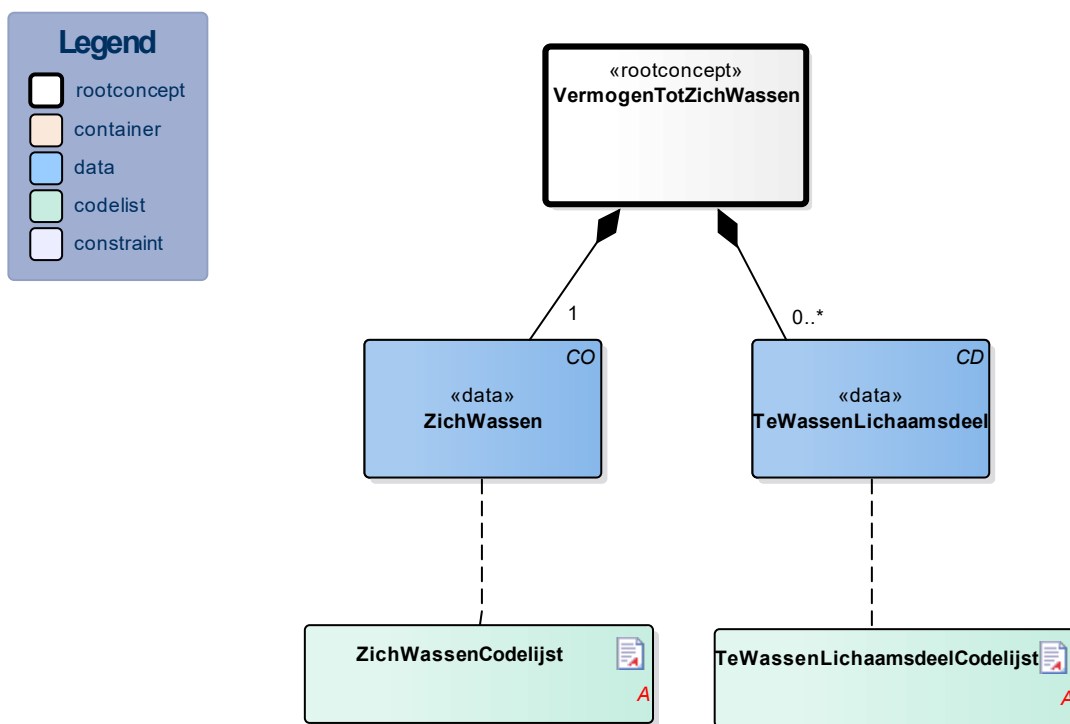 Legend
rootconcept
container
data
codelist
constraint
«rootconcept»
VermogenTotZichWassen
1
0..*
CO
«data»
ZichWassen
CD
«data»
TeWassenLichaamsdeel
ZichWassenCodelijst
A
TeWassenLichaamsdeelCodelijst
A